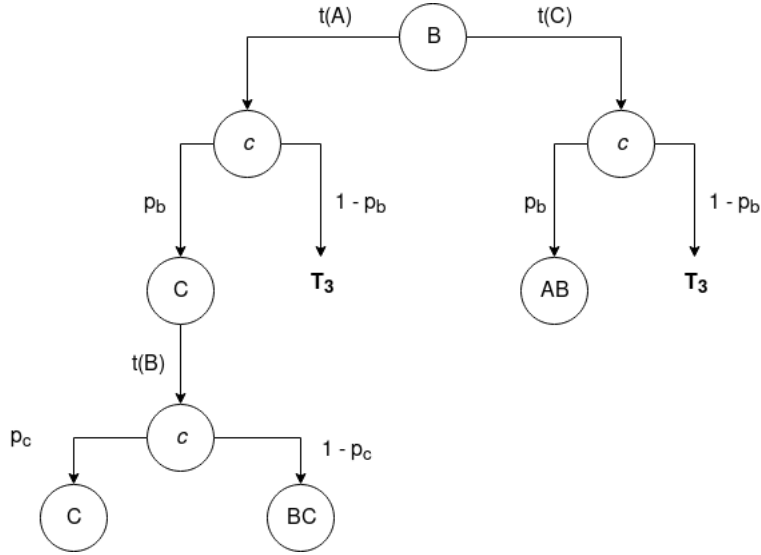 t(A) B t(C)
c c
p_b 1 - p_b p_b 1 - p_b
C T_3 AB T_3
t(B)
p_c c 1 - p_c
C BC